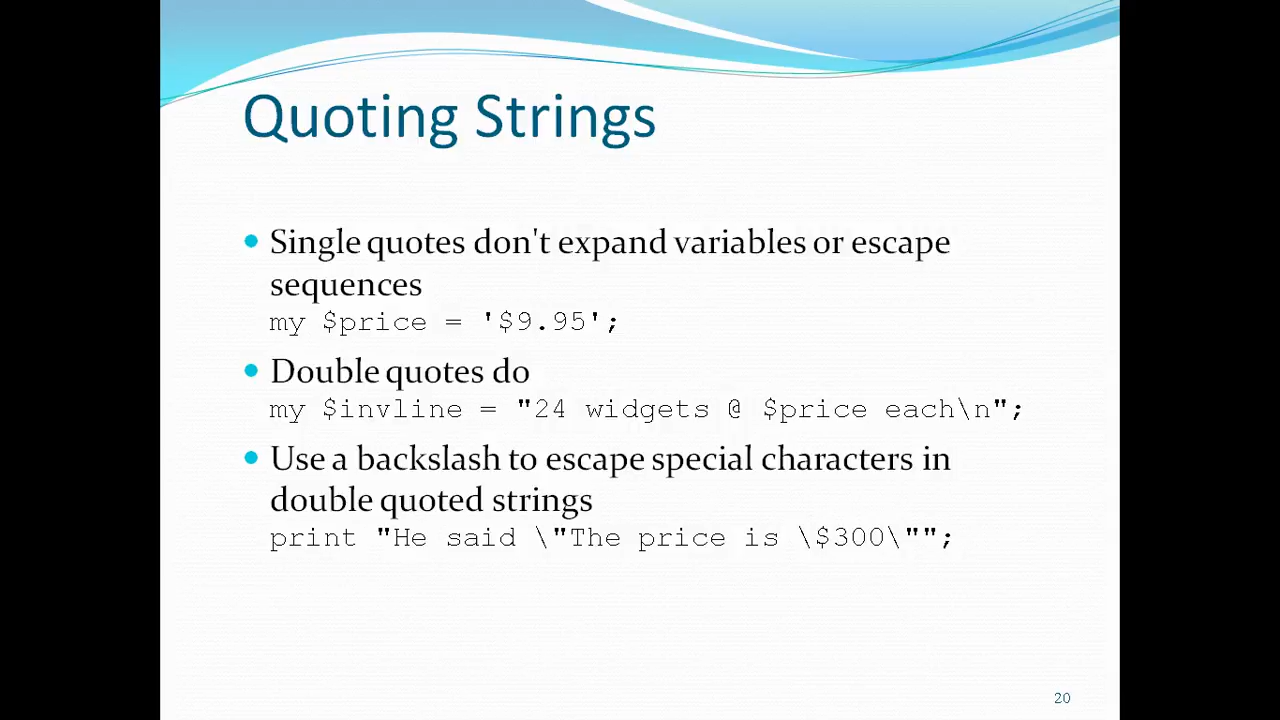 Quoting Strings
Single quotes don't expand variables or escape
sequences
my $price = '$9.95';
Double quotes do
my $invline = "24 widgets @ $price each\n";
Use a backslash to escape special characters in
double quoted strings
print "He said \"The price is \$300\"";
20